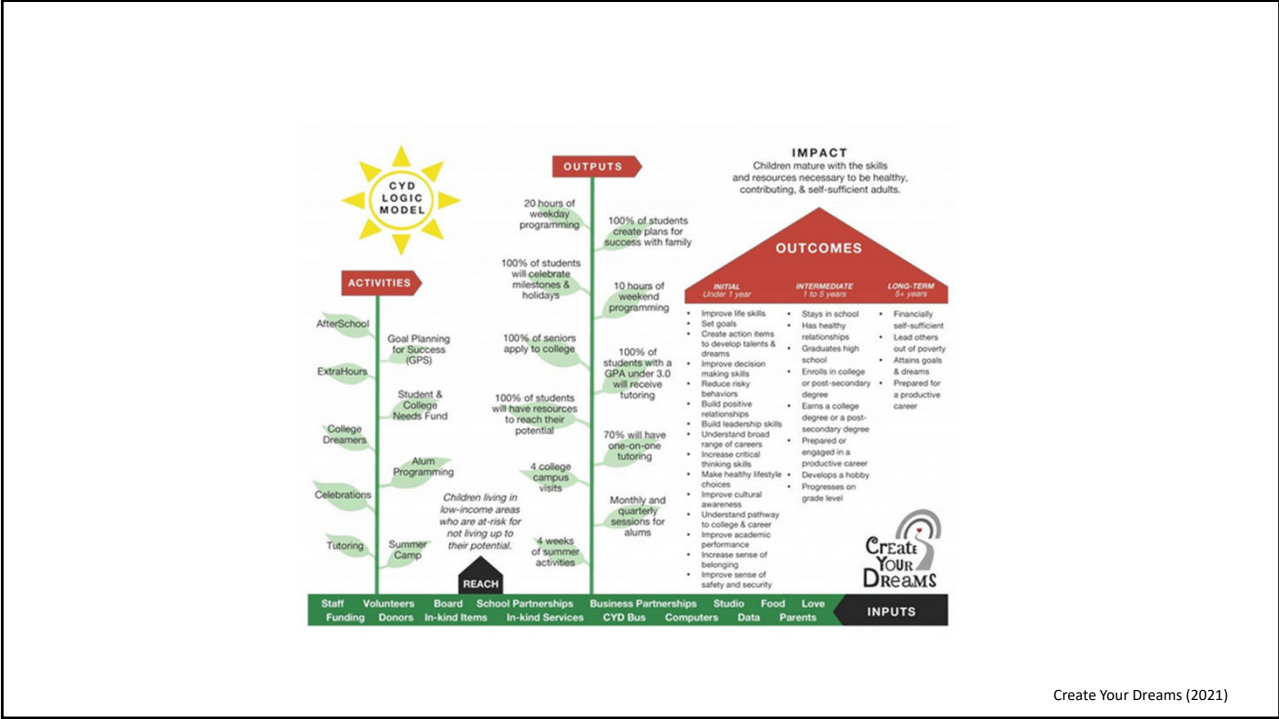 CYD
LOGIC
MODEL
ACTIVITIES
AfterSchool
Goal Planning
for Success
(GPS)
ExtraHours
Student &
College
Needs Fund
College
Dreamers
Alum
Programming
Celebrations
Tutoring
Summer
Camp
Children living in
low-income areas
who are at-risk for
not living up to
their potential.
REACH
OUTPUTS
20 hours of
weekday
programming
100% of students
create plans for
success with family
100% of students
will celebrate
milestones &
holidays
10 hours of
weekend
programming
100% of seniors
apply to college
100% of
students with a
GPA under 3.0
will receive
tutoring
100% of students
will have resources
to reach their
potential
70% will have
one-on-one
tutoring
4 college
campus
visits
Monthly and
quarterly
sessions for
alums
4 weeks
of summer
activities
IMPACT
Children mature with the skills
and resources necessary to be healthy,
contributing, & self-sufficient adults.
OUTCOMES
INITIAL
Under 1 year
• Improve life skills
• Set goals
• Create action items
to develop talents &
dreams
• Improve decision
making skills
• Reduce risky
behaviors
• Build positive
relationships
• Build leadership skills
• Understand broad
range of careers
• Increase critical
thinking skills
• Make healthy lifestyle
choices
• Improve cultural
awareness
• Understand pathway
to college & career
• Improve academic
performance
• Increase sense of
belonging
• Improve sense of
safety and security
INTERMEDIATE
1 to 5 years
• Stays in school
• Has healthy
relationships
• Graduates high
school
• Enrolls in college
or post-secondary
degree
• Earns a college
degree or a post-
secondary degree
• Prepared or
engaged in a
productive career
• Develops a hobby
• Progresses on
grade level
LONG-TERM
5+ years
• Financially
self-sufficient
• Lead others
out of poverty
• Attains goals
& dreams
• Prepared for
a productive
career
CREATE
YOUR
DREAMS
Staff Volunteers Board School Partnerships Business Partnerships Studio Food Love
Funding Donors In-kind Items In-kind Services CYD Bus Computers Data Parents
INPUTS
Create Your Dreams (2021)